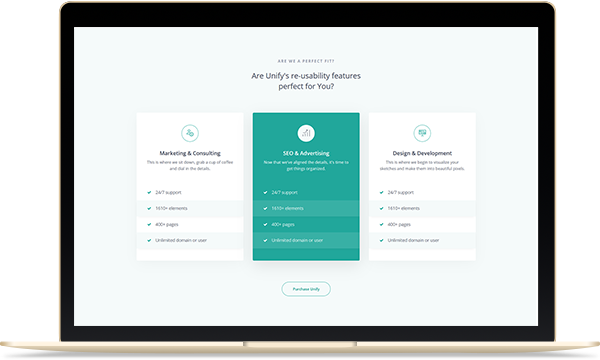 ARE WE A PERFECT FIT?
Are Unify's re-usability features
perfect for You?
Marketing & Consulting
This is where we sit down, grab a cup of coffee
and dial in the details.
24/7 support
1610+ elements
400+ pages
Unlimited domain or user
SEO & Advertising
Now that we've aligned the details, it's time to
get things organized.
24/7 support
1610+ elements
400+ pages
Unlimited domain or user
Design & Development
This is where we begin to visualize your
sketches and make them into beautiful pixels.
24/7 support
1610+ elements
400+ pages
Unlimited domain or user
Purchase Unify